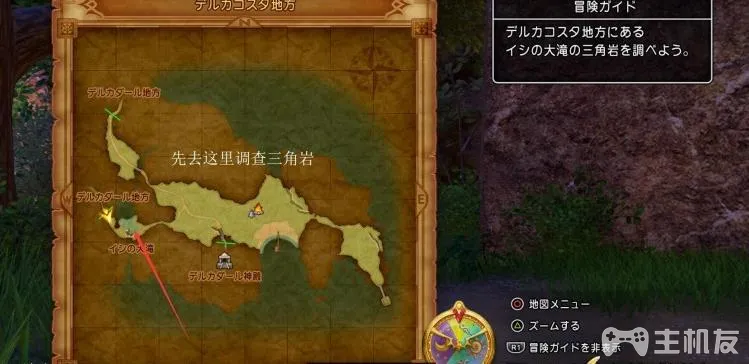 デルカコスタ地方
N
冒険ガイド
デルカコスタ地方にある
イシの大滝の三角岩を調べよう。
デルカダール地方
先去这里调查三角岩
デルカダール地方
W
E
イシの大滝
デルカダール神殿
地図メニュー
ズームする
R1 冒険ガイドを非表示
主机友